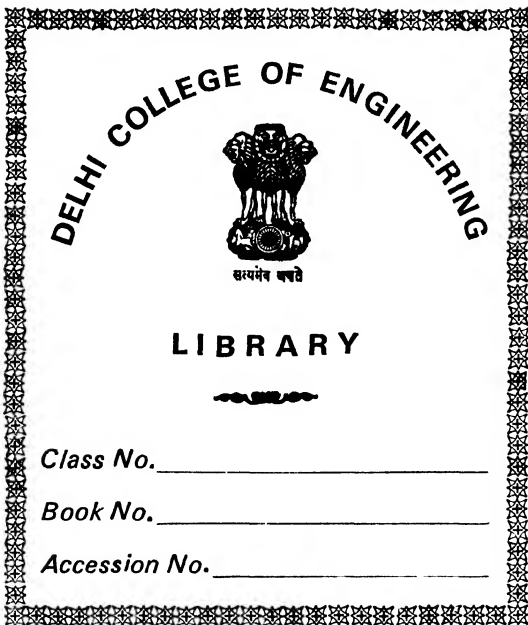 DELHI COLLEGE OF ENGINEERING
सत्यमेव जयते
LIBRARY
Class No.
Book No.
Accession No.